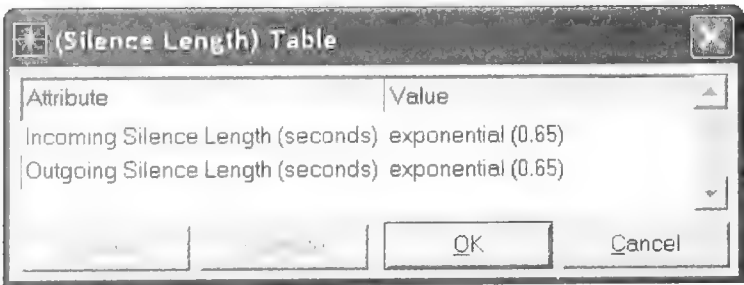 (Silence Length) Table
Attribute Value
Incoming Silence Length (seconds) exponential (0.65)
Outgoing Silence Length (seconds) exponential (0.65)
OK Cancel